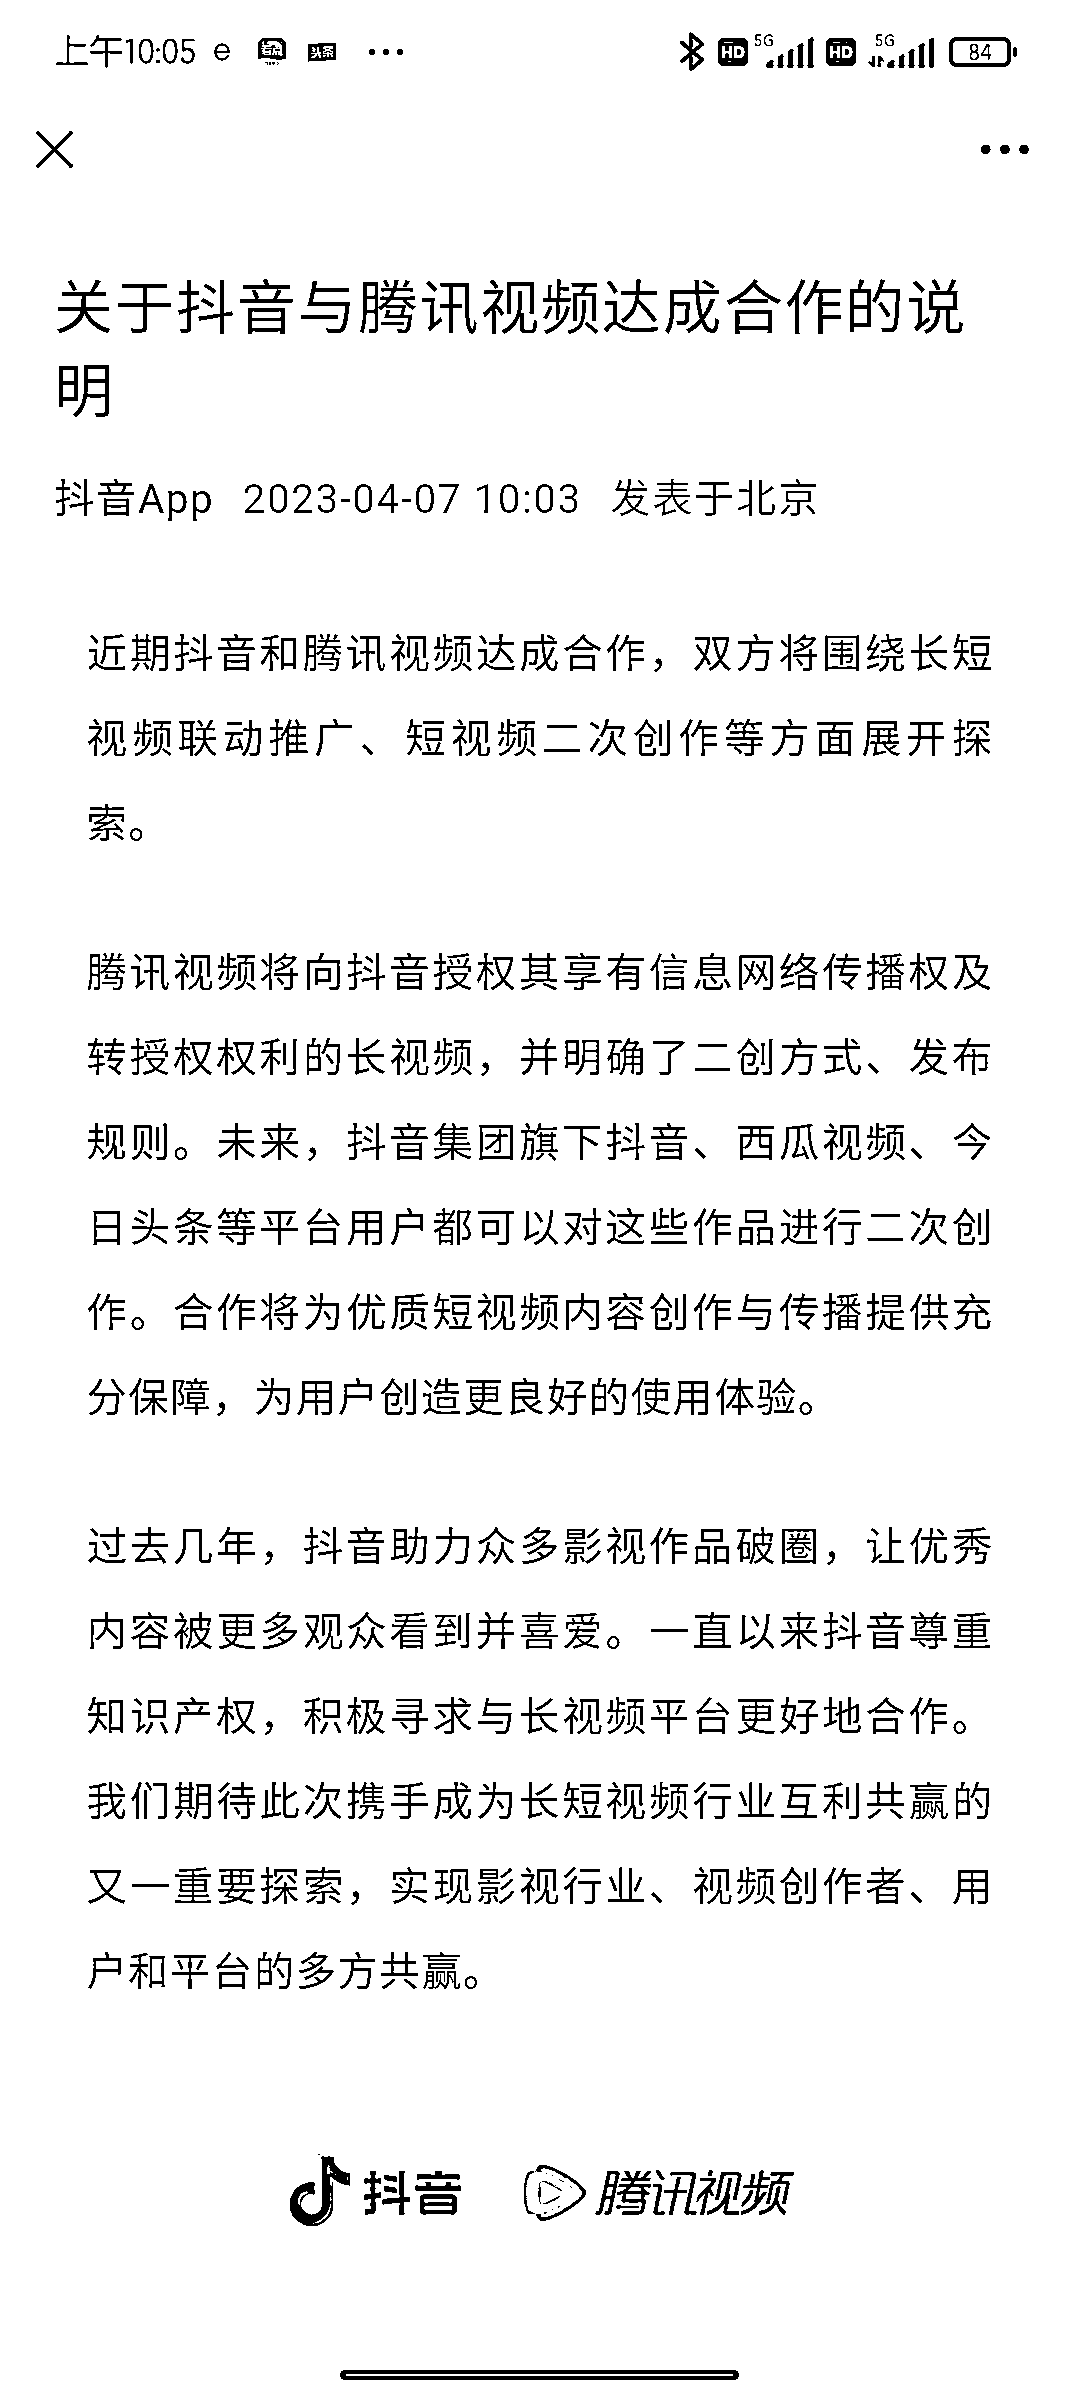 上午10:05 e 头条 ...
HD 5G HD 5G 84
关于抖音与腾讯视频达成合作的说
明
抖音App 2023-04-07 10:03 发表于北京
近期抖音和腾讯视频达成合作，双方将围绕长短
视频联动推广、短视频二次创作等方面展开探
索。
腾讯视频将向抖音授权其享有信息网络传播权及
转授权权利的长视频，并明确了二创方式、发布
规则。未来，抖音集团旗下抖音、西瓜视频、今
日头条等平台用户都可以对这些作品进行二次创
作。合作将为优质短视频内容创作与传播提供充
分保障，为用户创造更良好的使用体验。
过去几年，抖音助力众多影视作品破圈，让优秀
内容被更多观众看到并喜爱。一直以来抖音尊重
知识产权，积极寻求与长视频平台更好地合作。
我们期待此次携手成为长短视频行业互利共赢的
又一重要探索，实现影视行业、视频创作者、用
户和平台的多方共赢。
抖音 腾讯视频